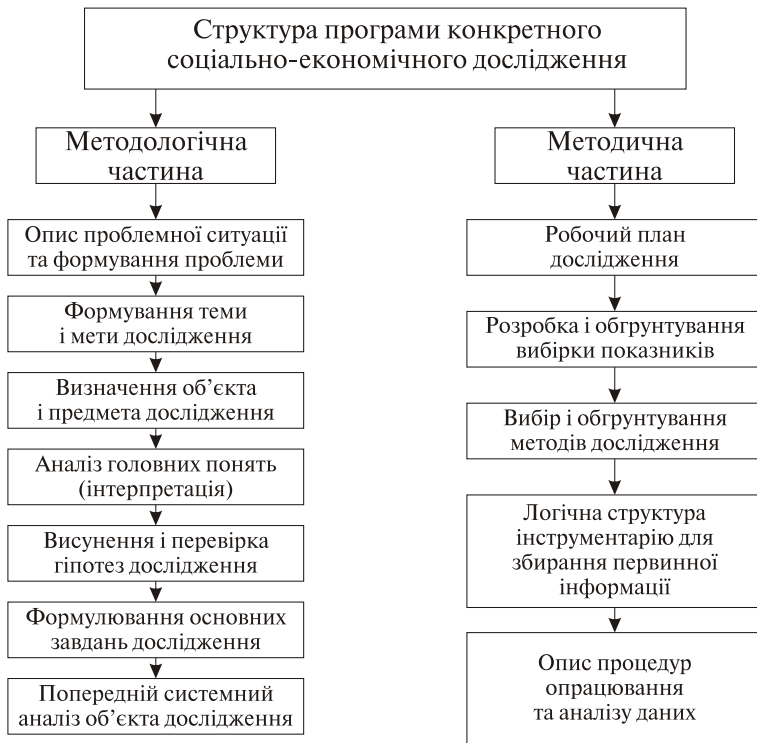 Структура програми конкретного
соціально-економічного дослідження
Методологічна
частина
Опис проблемної ситуації
та формування проблеми
Формування теми
і мети дослідження
Визначення об’єкта
і предмета дослідження
Аналіз головних понять
(інтерпретація)
Висунення і перевірка
гіпотез дослідження
Формулювання основних
завдань дослідження
Попередній системний
аналіз об’єкта дослідження
Методична
частина
Робочий план
дослідження
Розробка і обгрунтування
вибірки показників
Вибір і обгрунтування
методів дослідження
Логічна структура
інструментарію для
збирання первинної
інформації
Опис процедур
опрацювання
та аналізу даних